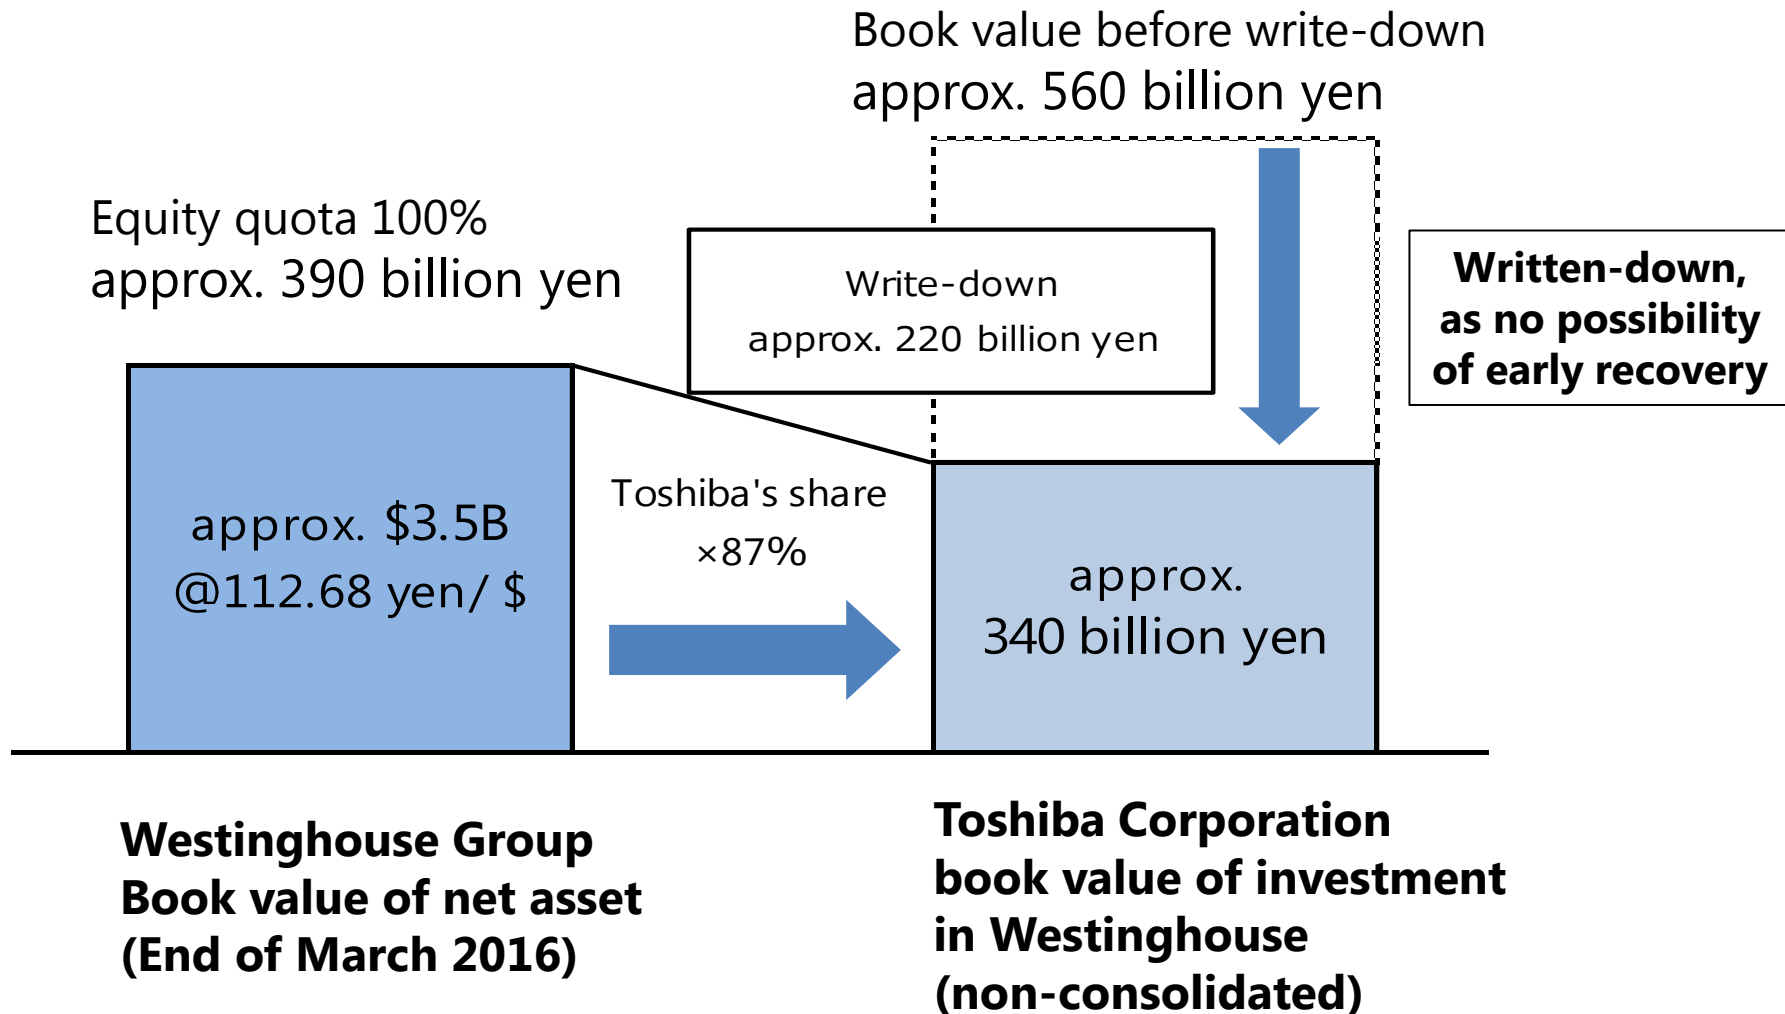 Book value before write-down
approx. 560 billion yen
Equity quota 100%
approx. 390 billion yen
Write-down
approx. 220 billion yen
Written-down,
as no possibility
of early recovery
approx. $3.5B
@112.68 yen/ $
Toshiba's share
×87%
approx.
340 billion yen
Westinghouse Group
Book value of net asset
(End of March 2016)
Toshiba Corporation
book value of investment
in Westinghouse
(non-consolidated)